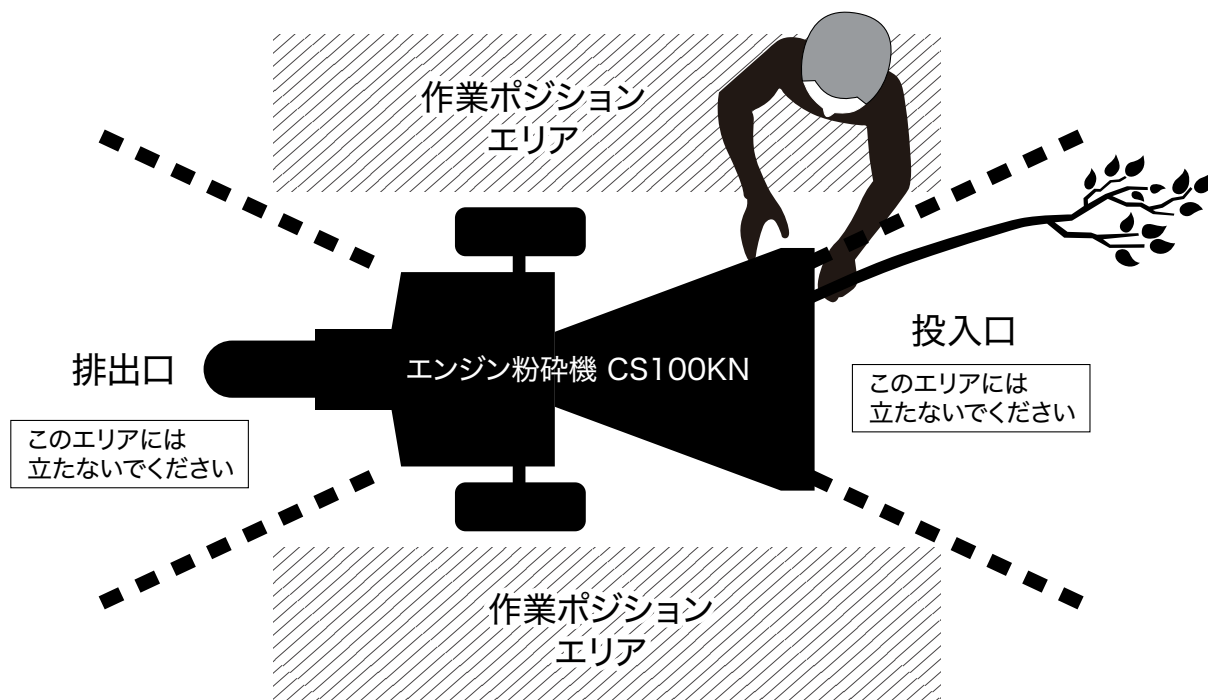 作業ポジション
エリア
エンジン粉砕機 CS100KN
排出口
このエリアには
立たないでください
投入口
このエリアには
立たないでください
作業ポジション
エリア